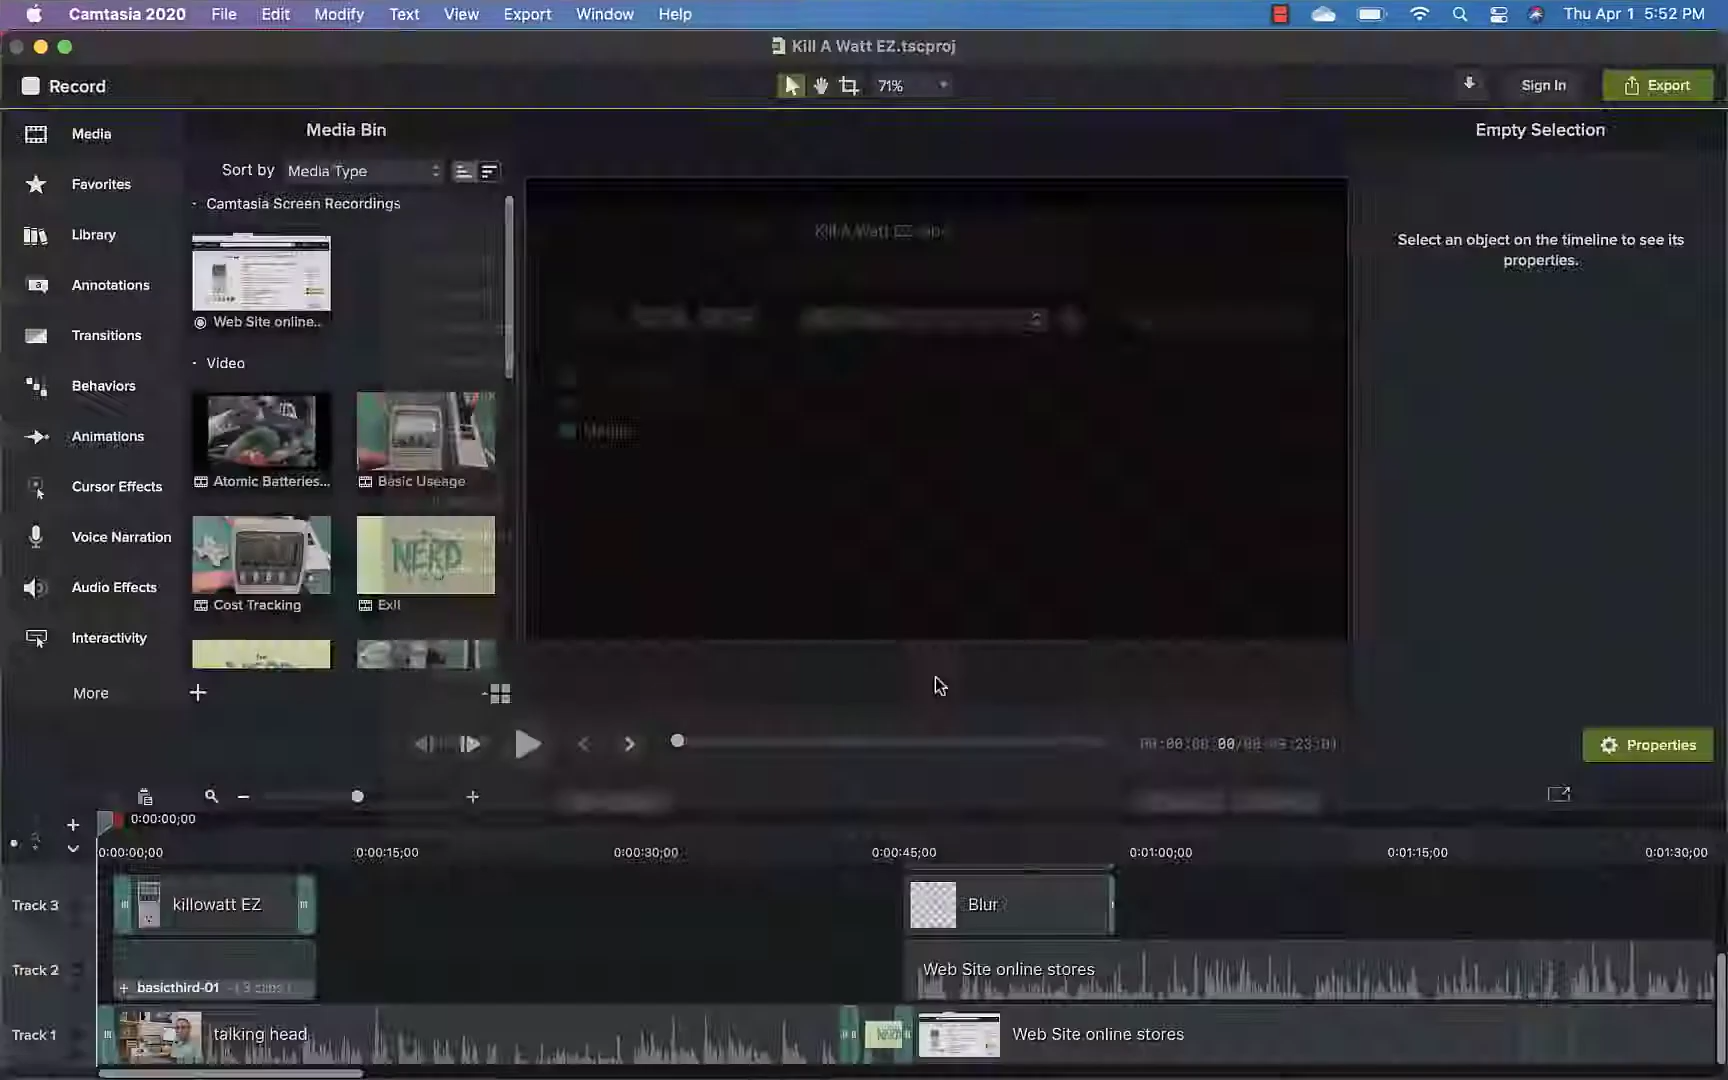 Camtasia 2020 File Edit Modify Text View Export Window Help Thu Apr 1 5:52 PM
Kill A Watt EZ.tscproj
Record 71% Sign In Export
Media
Favorites
Library
Annotations
Transitions
Behaviors
Animations
Cursor Effects
Voice Narration
Audio Effects
Interactivity
More
Media Bin
Sort by Media Type
Camtasia Screen Recordings
Web Site online...
Video
Atomic Batteries...
Basic Useage
Cost Tracking
NERD
Exit
Kill A Watt EZ
Empty Selection
Select an object on the timeline to see its
properties.
Properties
0:00:00;00
0:00:00;00 0:00:15;00 0:00:30;00 0:00:45;00 0:01:00;00 0:01:15;00 0:01:30;00
Track 3 killowatt EZ Blur
Track 2 + basicthird-01 Web Site online stores
Track 1 talking head Web Site online stores